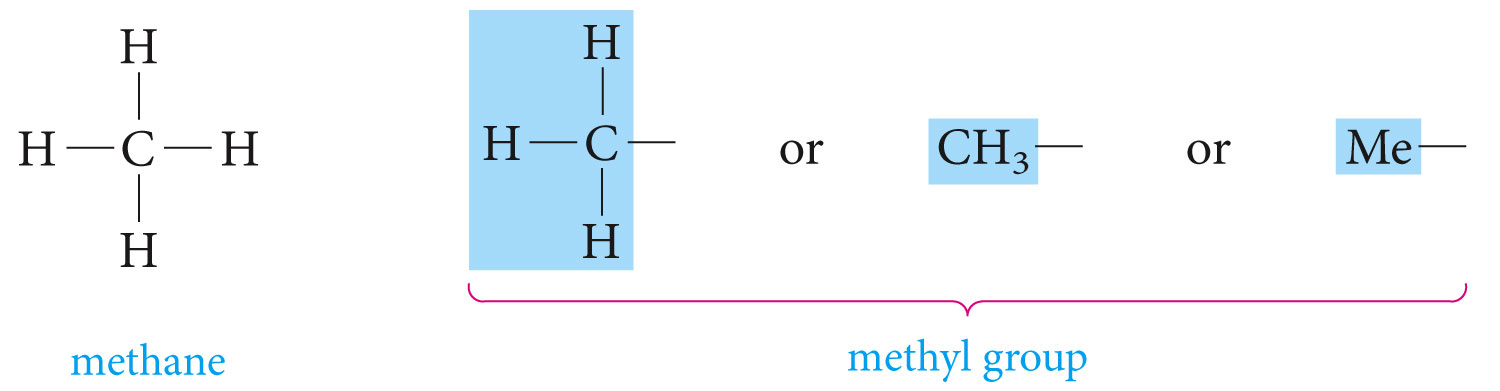 H
H—C—H
H
methane
H
H—C—
H
or
CH₃—
or
Me—
methyl group